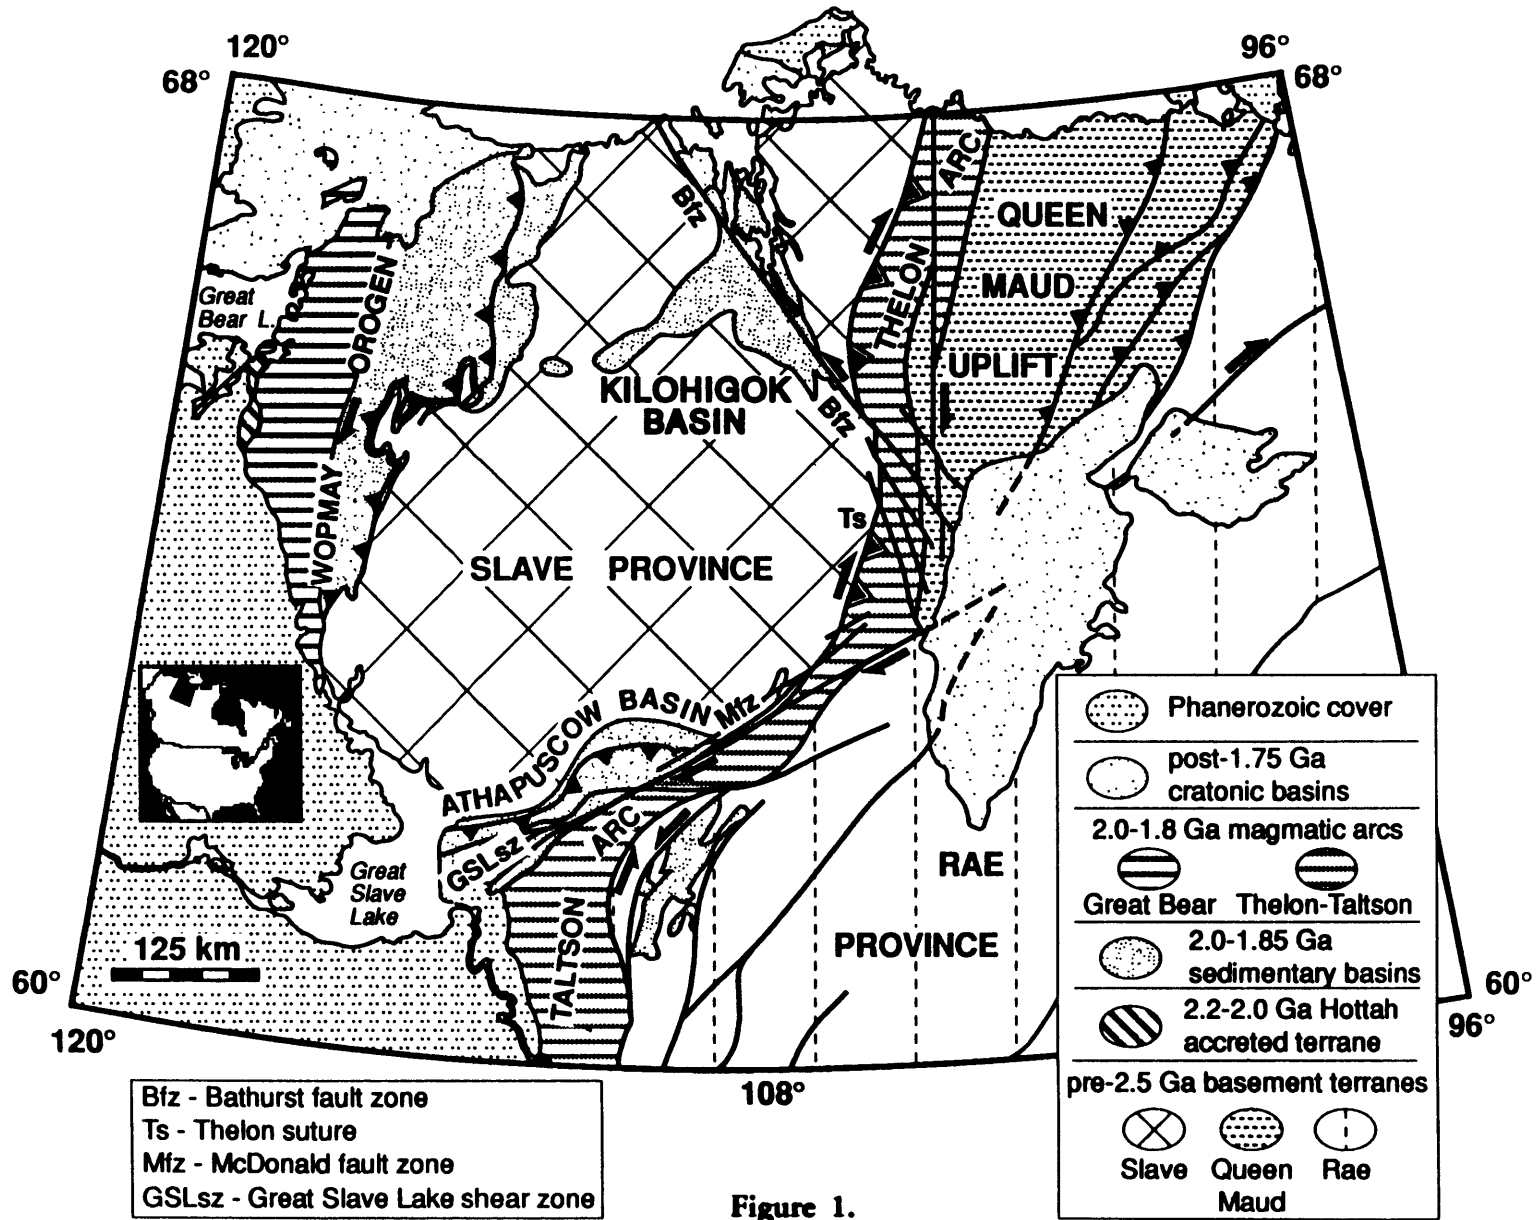 120°
96°
68°
68°
Bfz
ARC
QUEEN
THELON
MAUD
UPLIFT
Great
Bear L.
OROGEN
WOPMAY
KILOHIGOK
BASIN
Bfz
Ts
SLAVE PROVINCE
ATHAPUSCOW BASIN
Mfz
GSLsz
ARC
TALTSON
Great
Slave
Lake
RAE
PROVINCE
125 km
60°
120°
108°
60°
96°
Phanerozoic cover
post-1.75 Ga
cratonic basins
2.0-1.8 Ga magmatic arcs
Great Bear Thelon-Taltson
2.0-1.85 Ga
sedimentary basins
2.2-2.0 Ga Hottah
accreted terrane
pre-2.5 Ga basement terranes
Slave Queen Rae
Maud
Bfz - Bathurst fault zone
Ts - Thelon suture
Mfz - McDonald fault zone
GSLsz - Great Slave Lake shear zone
Figure 1.